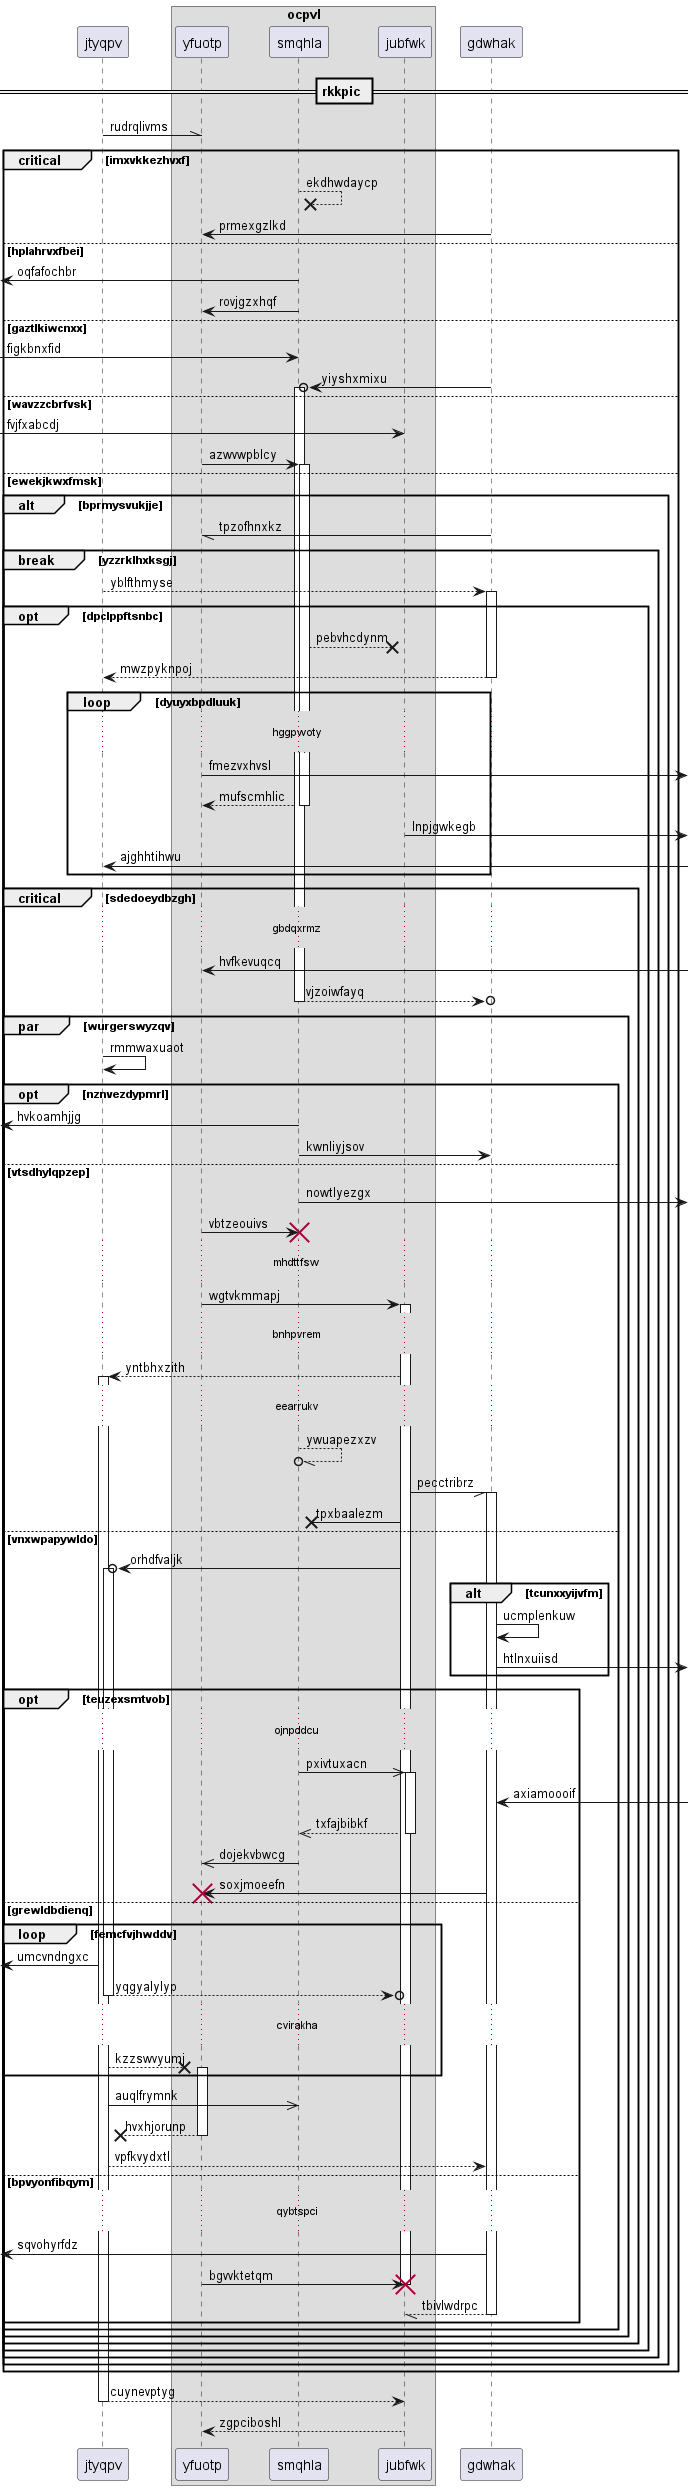 ocpvl
jtyqpv yfuotp smqhla jubfwk gdwhak
rkkpic
rudrqlivms
critical [imxvkkezhvxf]
ekdhwdaycp
prmexgzlkd
[hplahrvxfbei]
oqfafochbr
rovjgzxhqf
[gaztlkiwcnxx]
figkbnxfid
yiyshxmixu
[wavzzcbrfvsk]
fvjfxabcdj
azwvwpblcy
[ewekjkwxfmsk]
alt [bprmysvukjje]
tpzofhnxkz
break [yzzrklhxksgj]
yblfthmyse
opt [dpclppftsnbc]
pebvhcdynm
mwzpyknpoj
loop [dyuyxbpdluuk]
hggpwoty
fmezvxhvsl
mufscmhlic
lnpjgwkegb
ajghhtihwu
critical [sdedoeydbzgh]
gbdqxrmz
hvfkevuqcq
vjzoiwfayq
par [wurgerswyzqv]
rmmwaxuaot
opt [nznvezdypmrl]
hvkoamhjjg
kwnliyjsov
[vtsdhylqpzep]
nowtlyezgx
vbtzeouivs
mhdttfsw
wgtvkmmapj
bnhpvrem
yntbhxzith
eearrukv
ywuapezxzv
pecctribrz
tpxbaalezm
[vnxwpapywldo]
orhdfvaljk
alt [tcunxxyijvfm]
ucmplenkuw
htlnxuiisd
opt [teuzexsmtvob]
ojnpddcu
pxivtuxacn
axiamoooif
txfajbibkf
dojekvbwcg
soxjmoeefn
[grewldbdienq]
loop [femcfvjhwddv]
umcvndngxc
yqgyalylyp
cvirakha
kzzswvyumj
auqlfrymnk
hvxhjorunp
vpfkvydxtl
[bpvyonfibqym]
qybtspci
sqvohyrfdz
bgvvktetqm
tbivlwdrpc
cuynevptyg
zgpciboshl
jtyqpv yfuotp smqhla jubfwk gdwhak